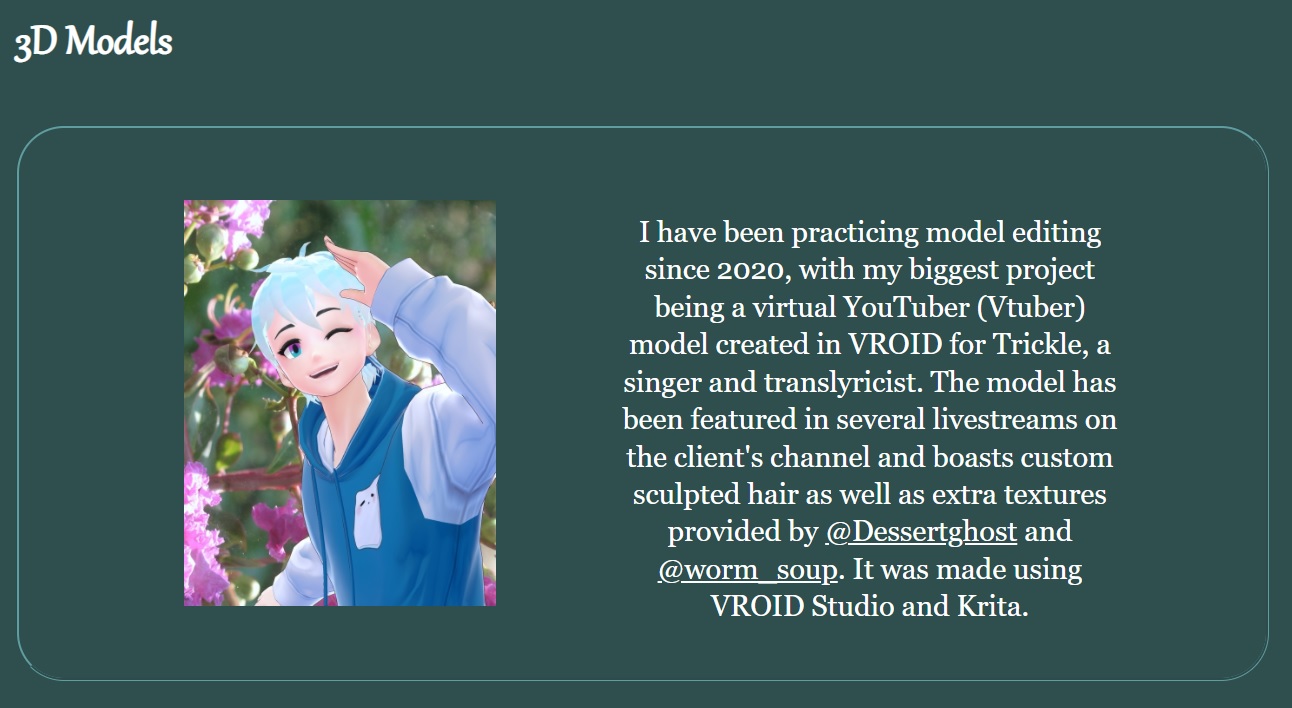 3D Models
I have been practicing model editing
since 2020, with my biggest project
being a virtual YouTuber (Vtuber)
model created in VROID for Trickle, a
singer and translyricist. The model has
been featured in several livestreams on
the client's channel and boasts custom
sculpted hair as well as extra textures
provided by @Dessertghost and
@worm_soup. It was made using
VROID Studio and Krita.